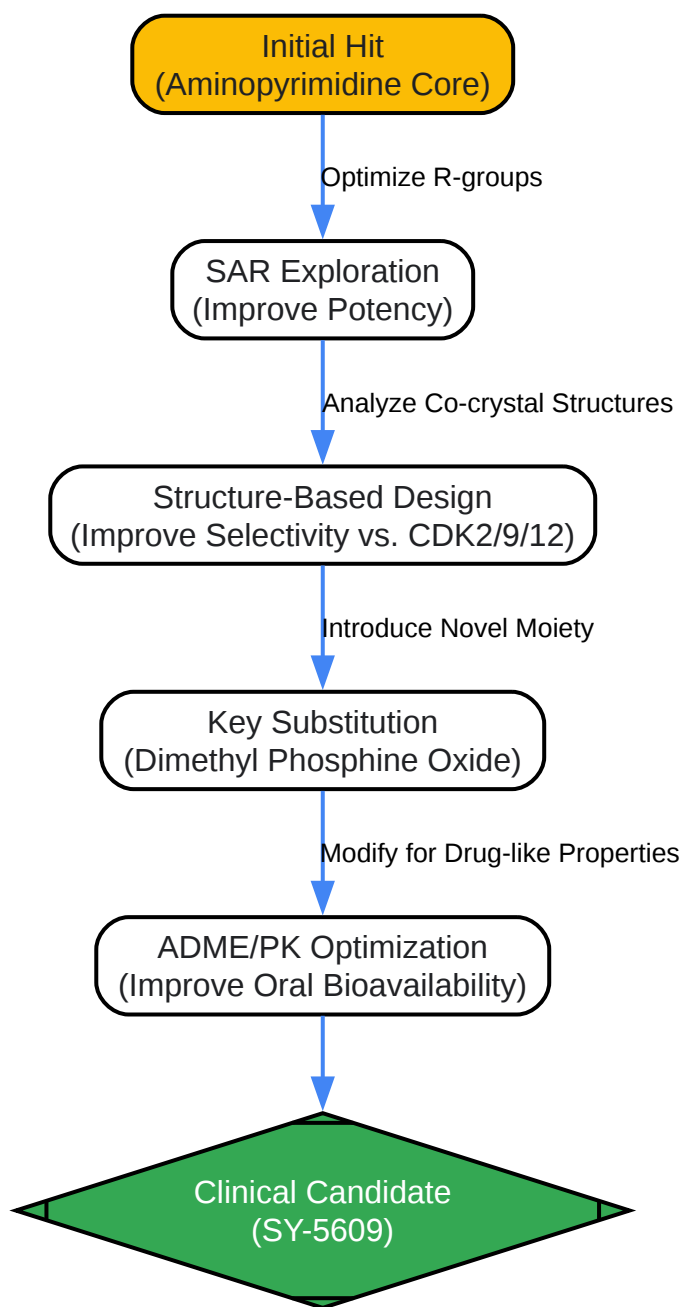 Initial Hit
(Aminopyrimidine Core)
Optimize R-groups
SAR Exploration
(Improve Potency)
Analyze Co-crystal Structures
Structure-Based Design
(Improve Selectivity vs. CDK2/9/12)
Introduce Novel Moiety
Key Substitution
(Dimethyl Phosphine Oxide)
Modify for Drug-like Properties
ADME/PK Optimization
(Improve Oral Bioavailability)
Clinical Candidate
(SY-5609)